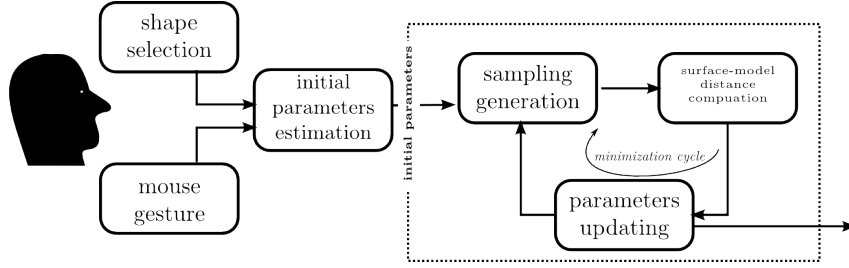 shape
selection
mouse
gesture
initial
parameters
estimation
initial parameters
sampling
generation
surface-model
distance
compuation
minimization cycle
parameters
updating